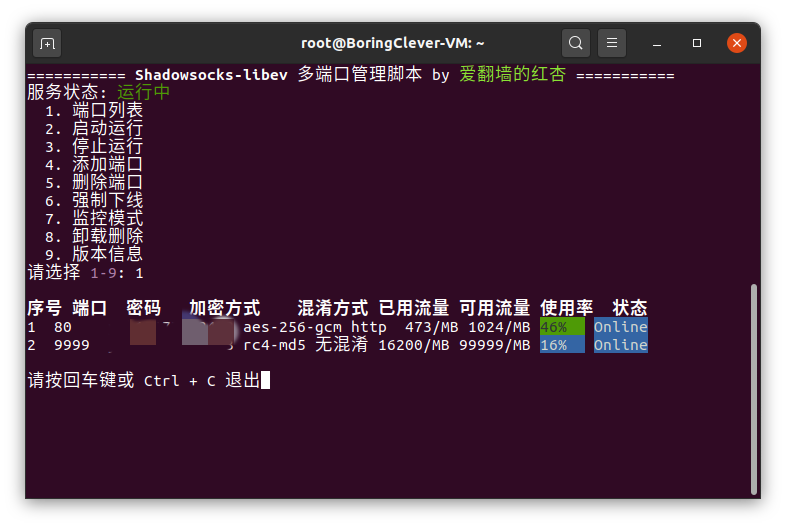 root@BoringClever-VM: ~
=========== Shadowsocks-libev 多端口管理脚本 by 爱翻墙的红杏 ===========
服务状态: 运行中
1. 端口列表
2. 启动运行
3. 停止运行
4. 添加端口
5. 删除端口
6. 强制下线
7. 监控模式
8. 卸载删除
9. 版本信息
请选择 1-9: 1
序号 端口 密码 加密方式 混淆方式 已用流量 可用流量 使用率 状态
1 80 aes-256-gcm http 473/MB 1024/MB 46% Online
2 9999 rc4-md5 无混淆 16200/MB 99999/MB 16% Online
请按回车键或 Ctrl + C 退出